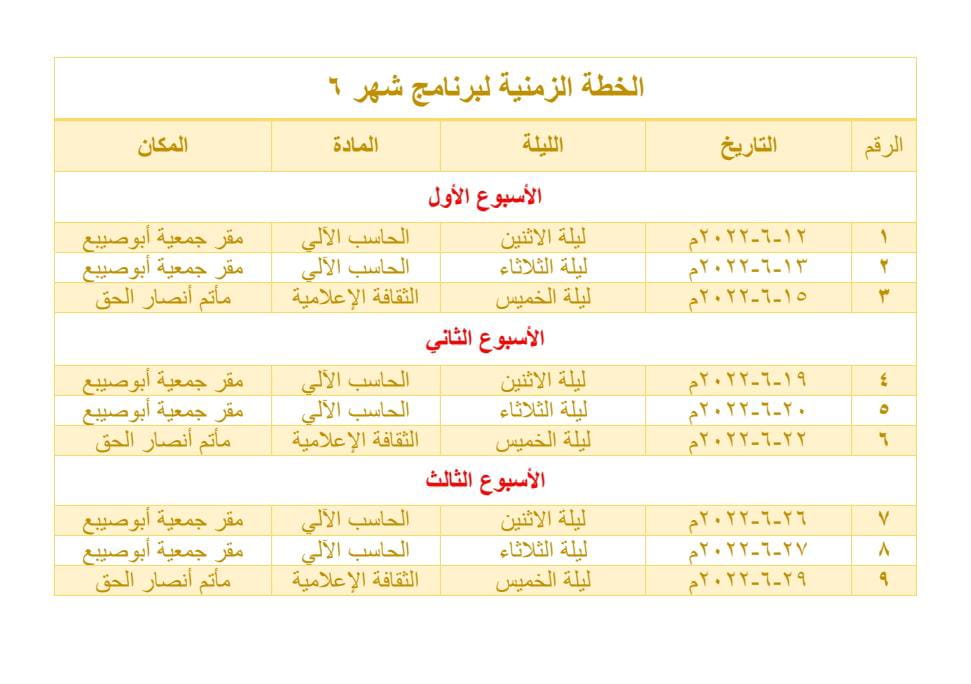 الخطة الزمنية لبرنامج شهر ٦
الرقم التاريخ الليلة المادة المكان
الأسبوع الأول
١ ١٢-٦-٢٠٢٢م ليلة الاثنين الحاسب الآلي مقر جمعية أبوصيبع
٢ ١٣-٦-٢٠٢٢م ليلة الثلاثاء الحاسب الآلي مقر جمعية أبوصيبع
٣ ١٥-٦-٢٠٢٢م ليلة الخميس الثقافة الإعلامية مأتم أنصار الحق
الأسبوع الثاني
٤ ١٩-٦-٢٠٢٢م ليلة الاثنين الحاسب الآلي مقر جمعية أبوصيبع
٥ ٢٠-٦-٢٠٢٢م ليلة الثلاثاء الحاسب الآلي مقر جمعية أبوصيبع
٦ ٢٢-٦-٢٠٢٢م ليلة الخميس الثقافة الإعلامية مأتم أنصار الحق
الأسبوع الثالث
٧ ٢٦-٦-٢٠٢٢م ليلة الاثنين الحاسب الآلي مقر جمعية أبوصيبع
٨ ٢٧-٦-٢٠٢٢م ليلة الثلاثاء الحاسب الآلي مقر جمعية أبوصيبع
٩ ٢٩-٦-٢٠٢٢م ليلة الخميس الثقافة الإعلامية مأتم أنصار الحق